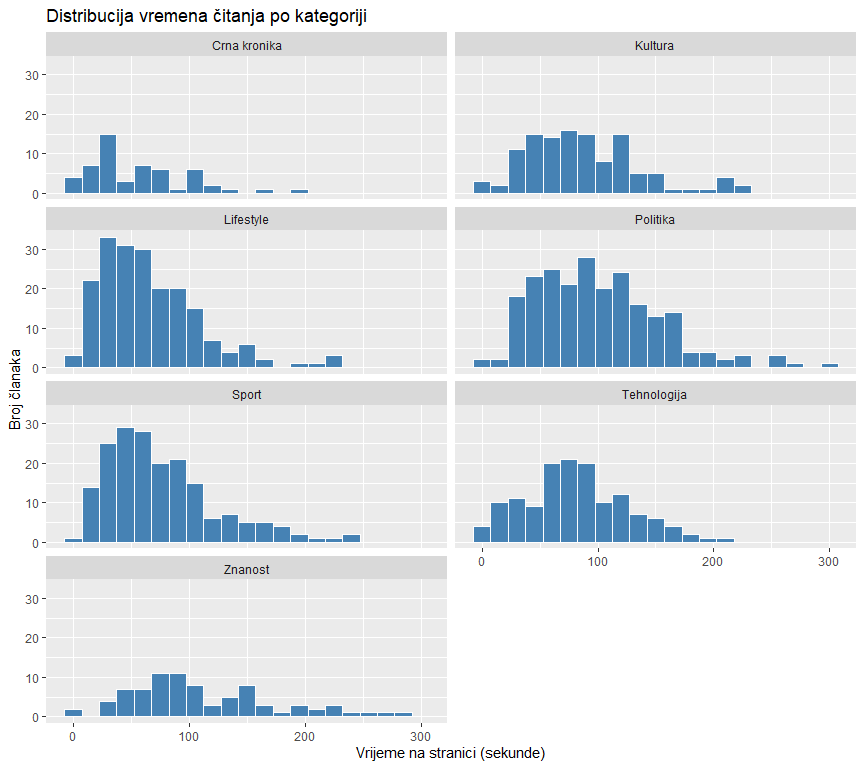 Distribucija vremena čitanja po kategoriji
Crna kronika
Kultura
30
20
10
0
Lifestyle
Politika
30
20
10
0
Broj članaka
Sport
Tehnologija
30
20
10
0
0 100 200 300
Znanost
30
20
10
0
0 100 200 300
Vrijeme na stranici (sekunde)